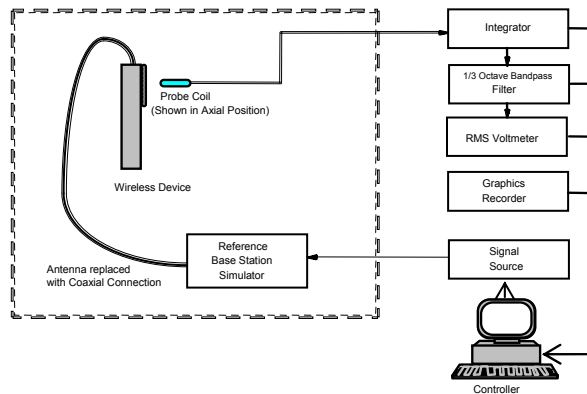 Integrator
1/3 Octave Bandpass
Filter
RMS Voltmeter
Graphics
Recorder
Probe Coil
(Shown in Axial Position)
Wireless Device
Reference
Base Station
Simulator
Antenna replaced
with Coaxial Connection
Signal
Source
Controller